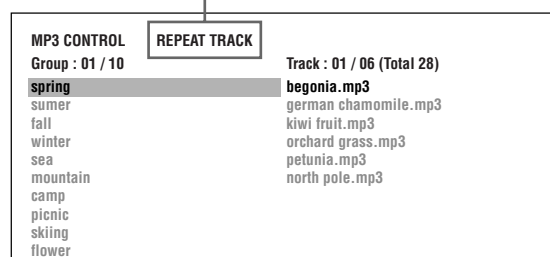 MP3 CONTROL REPEAT TRACK
Group : 01 / 10 Track : 01 / 06 (Total 28)
spring begonia.mp3
sumer german chamomile.mp3
fall kiwi fruit.mp3
winter orchard grass.mp3
sea petunia.mp3
mountain north pole.mp3
camp
picnic
skiing
flower